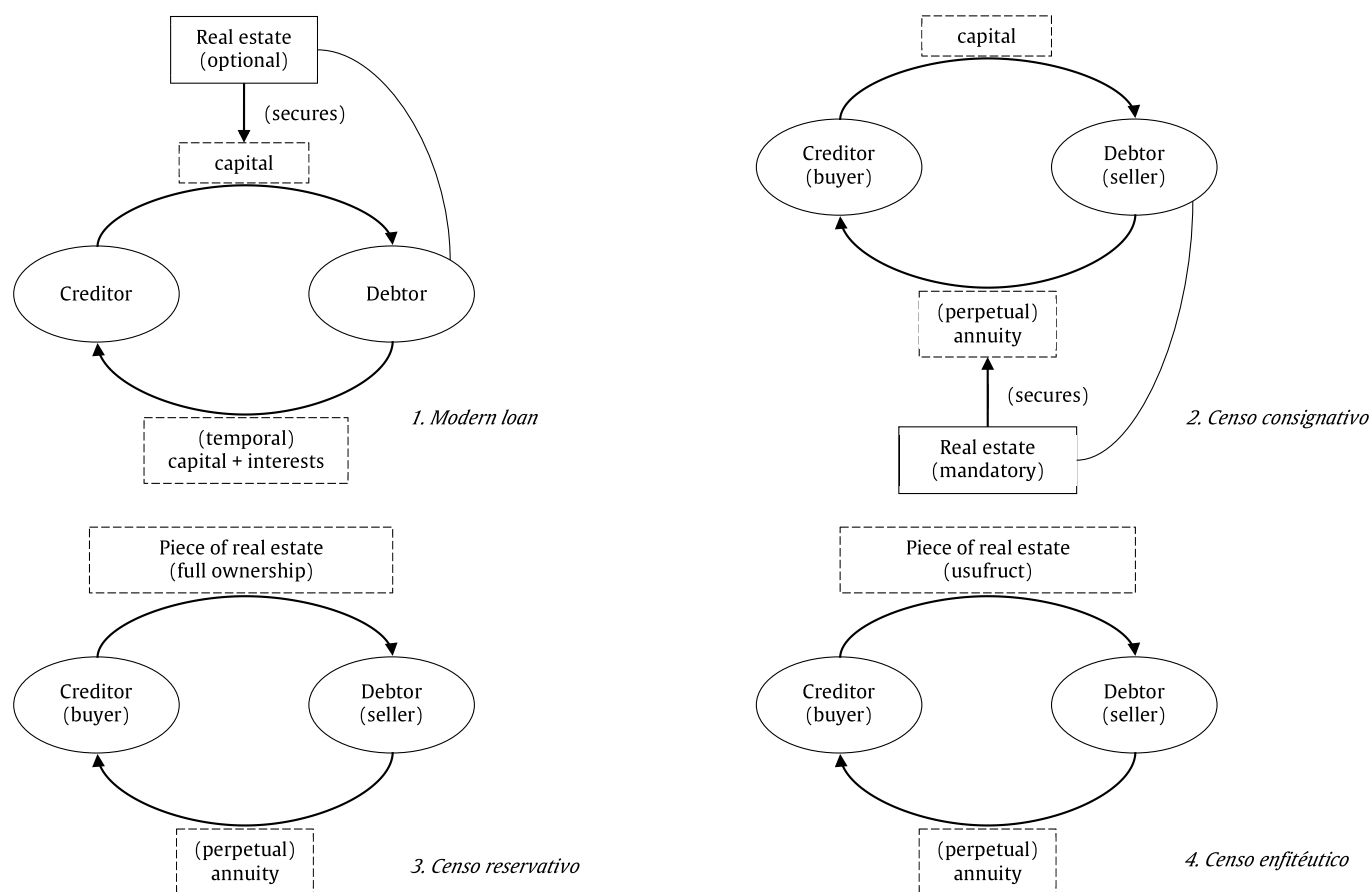 Real estate
(optional)
(secures)
capital
Creditor
Debtor
(temporal)
capital + interests
1. Modern loan
capital
Creditor
(buyer)
Debtor
(seller)
(perpetual)
annuity
(secures)
Real estate
(mandatory)
2. Censo consignativo
Piece of real estate
(full ownership)
Creditor
(buyer)
Debtor
(seller)
(perpetual)
annuity
3. Censo reservativo
Piece of real estate
(usufruct)
Creditor
(buyer)
Debtor
(seller)
(perpetual)
annuity
4. Censo enfitéutico